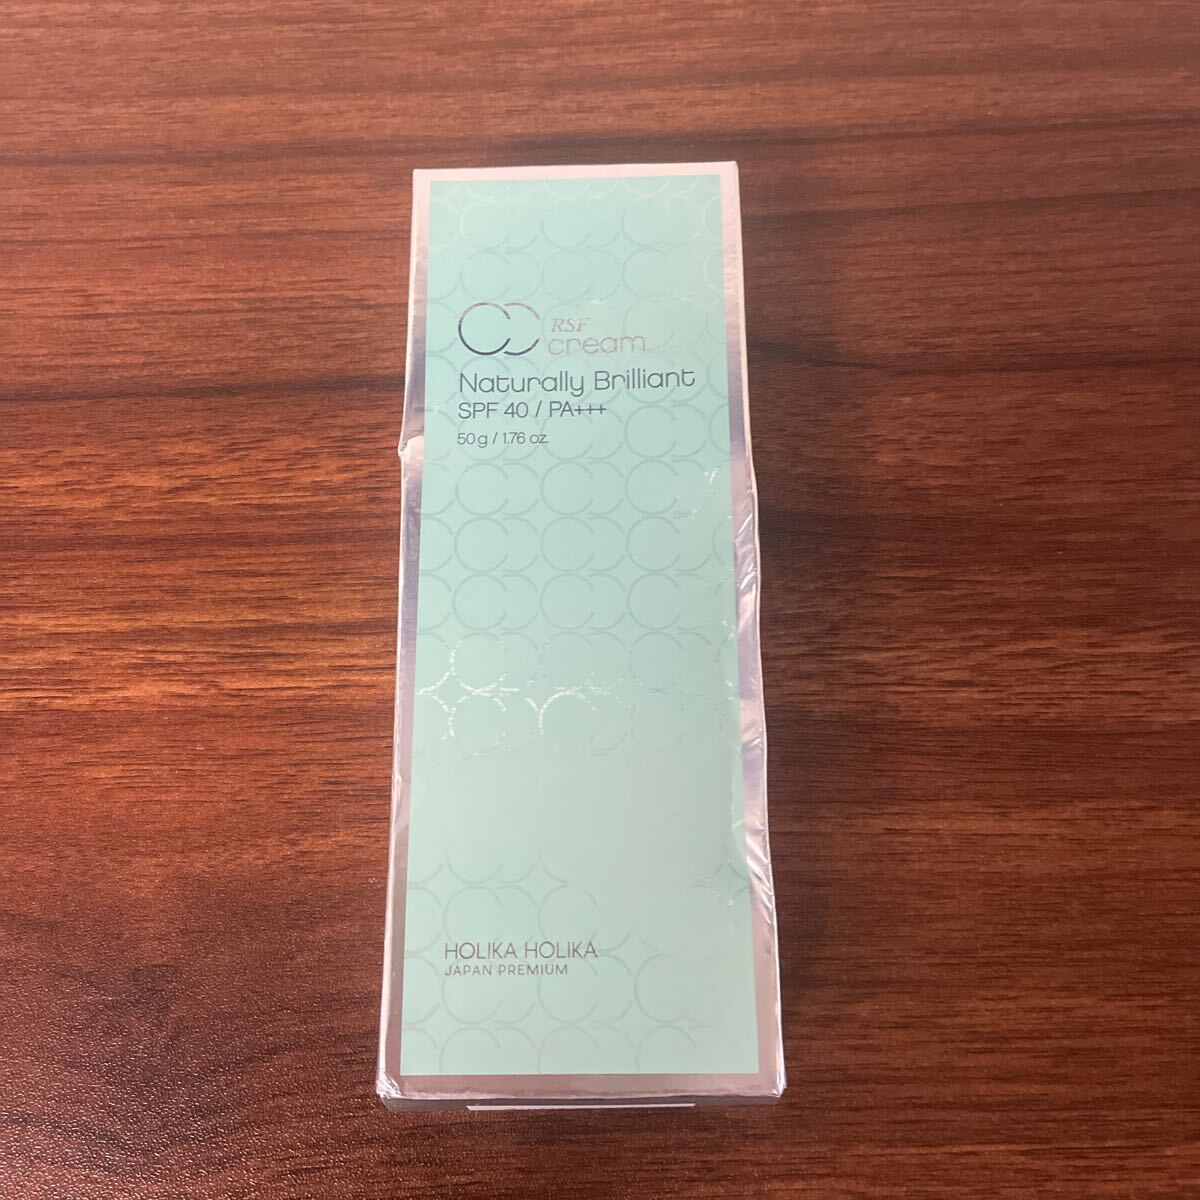 CC RSF cream
Naturally Brilliant
SPF 40 / PA+++
50g / 1.76 oz.
HOLIKA HOLIKA
JAPAN PREMIUM